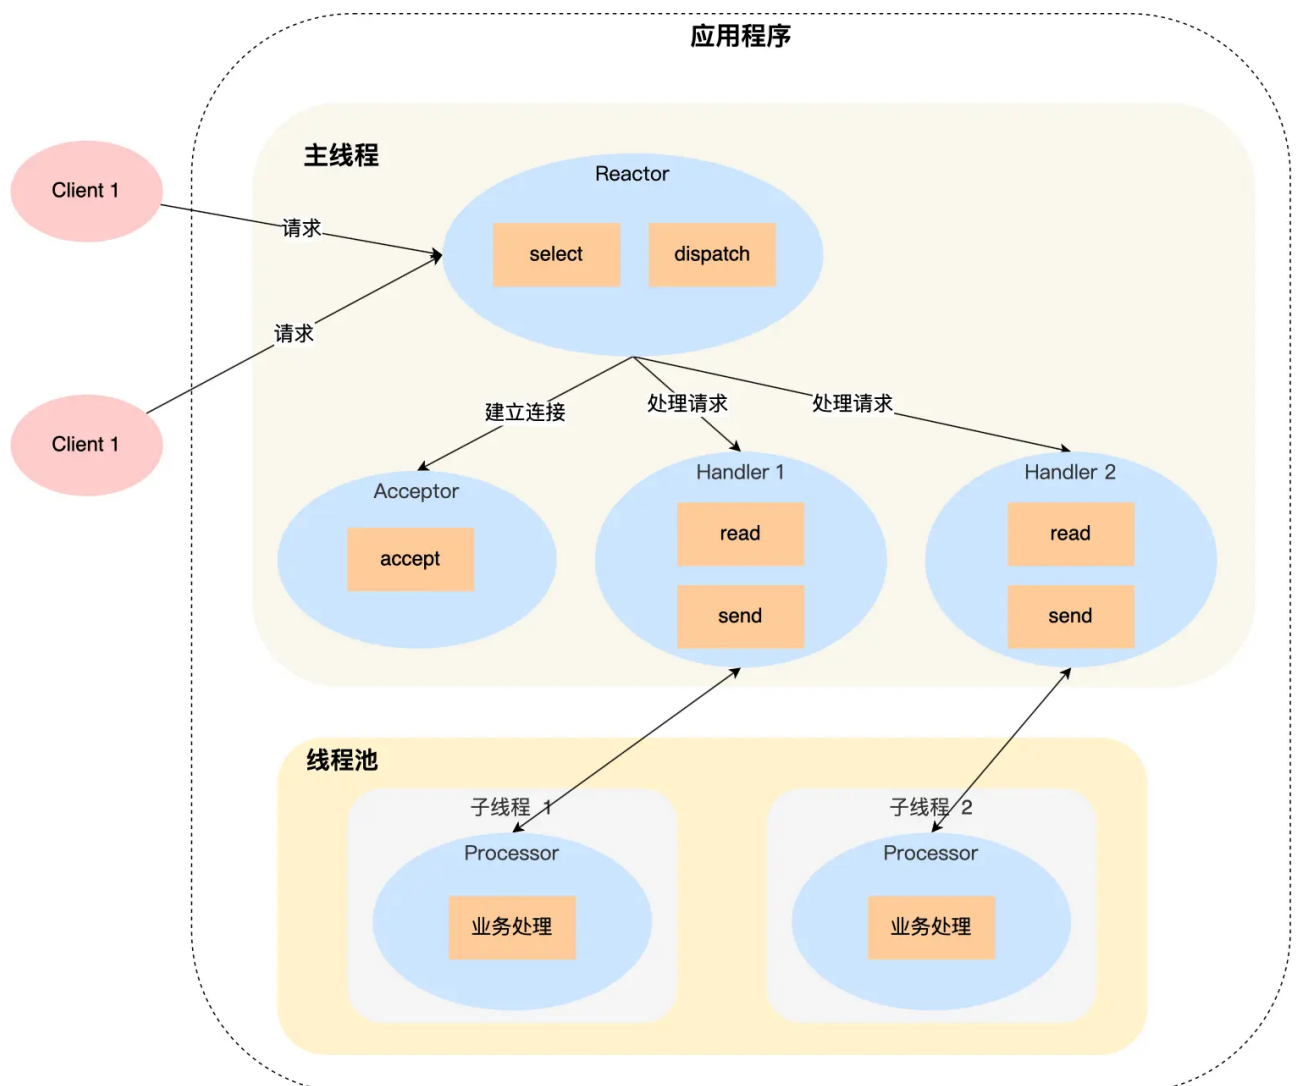 应用程序
主线程
Client 1
请求
Reactor
select
dispatch
请求
Client 1
建立连接
处理请求
处理请求
Acceptor
accept
Handler 1
read
send
Handler 2
read
send
线程池
子线程 1
Processor
业务处理
子线程 2
Processor
业务处理